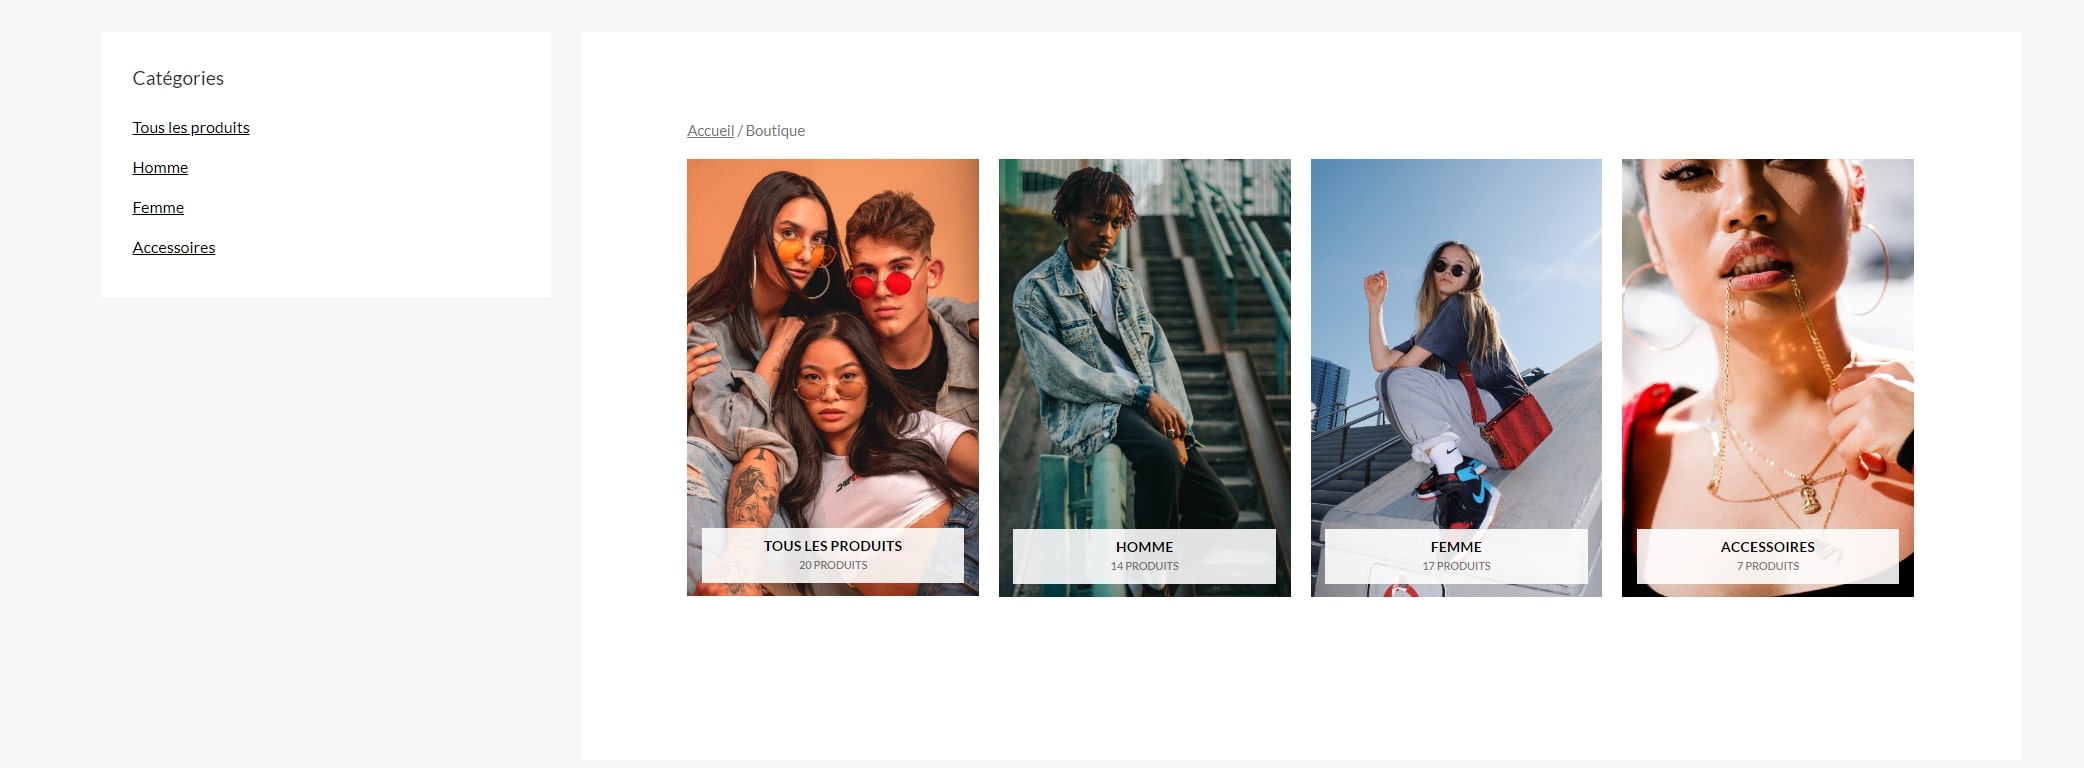 Catégories
Tous les produits
Homme
Femme
Accessoires
Accueil / Boutique
TOUS LES PRODUITS
20 PRODUITS
HOMME
14 PRODUITS
FEMME
17 PRODUITS
ACCESSOIRES
7 PRODUITS